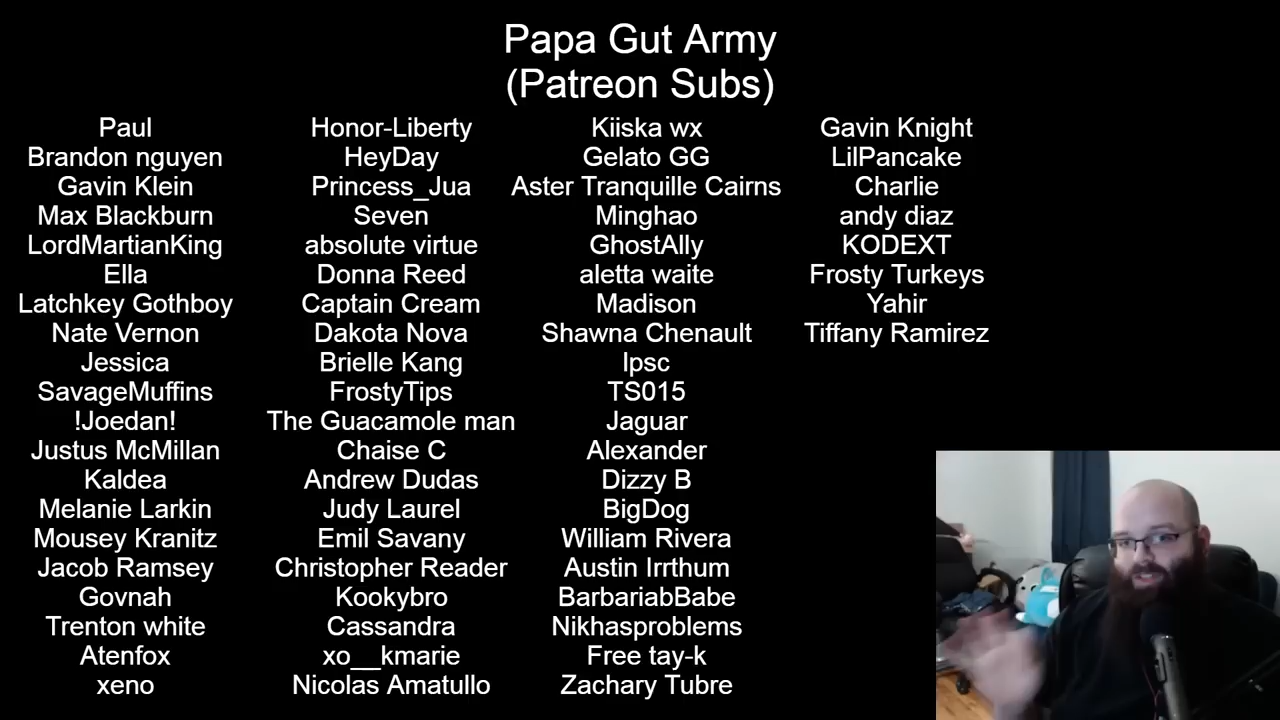 Papa Gut Army
(Patreon Subs)
Paul
Brandon nguyen
Gavin Klein
Max Blackburn
LordMartianKing
Ella
Latchkey Gothboy
Nate Vernon
Jessica
SavageMuffins
!Joedan!
Justus McMillan
Kaldea
Melanie Larkin
Mousey Kranitz
Jacob Ramsey
Govnah
Trenton white
Atenfox
xeno
Honor-Liberty
HeyDay
Princess_Jua
Seven
absolute virtue
Donna Reed
Captain Cream
Dakota Nova
Brielle Kang
FrostyTips
The Guacamole man
Chaise C
Andrew Dudas
Judy Laurel
Emil Savany
Christopher Reader
Kookybro
Cassandra
xo__kmarie
Nicolas Amatullo
Kiiska wx
Gelato GG
Aster Tranquille Cairns
Minghao
GhostAlly
aletta waite
Madison
Shawna Chenault
lpsc
TS015
Jaguar
Alexander
Dizzy B
BigDog
William Rivera
Austin Irrthum
BarbariabBabe
Nikhasproblems
Free tay-k
Zachary Tubre
Gavin Knight
LilPancake
Charlie
andy diaz
KODEXT
Frosty Turkeys
Yahir
Tiffany Ramirez